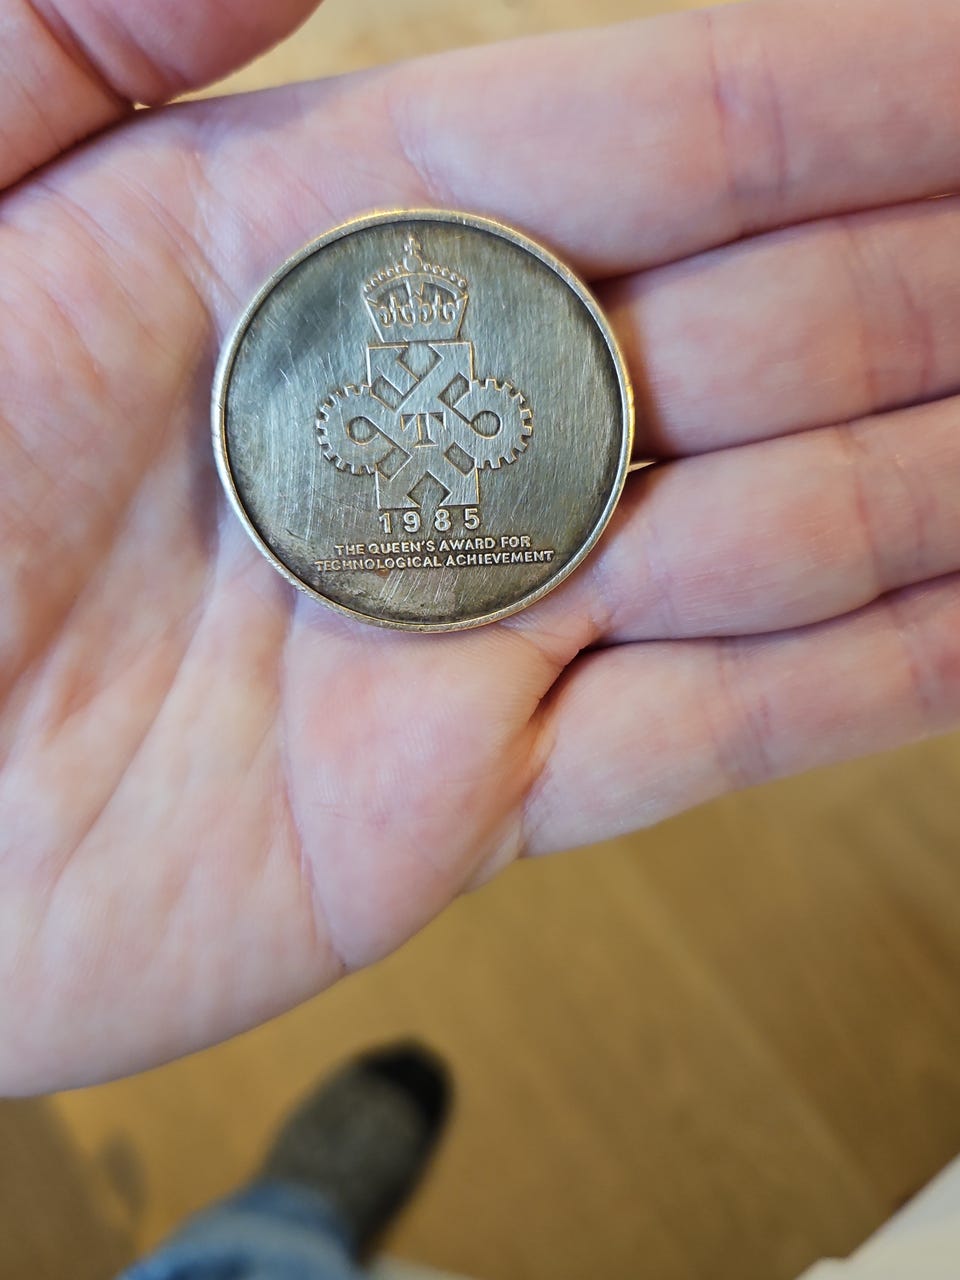 T
1985
THE QUEEN'S AWARD FOR
TECHNOLOGICAL ACHIEVEMENT